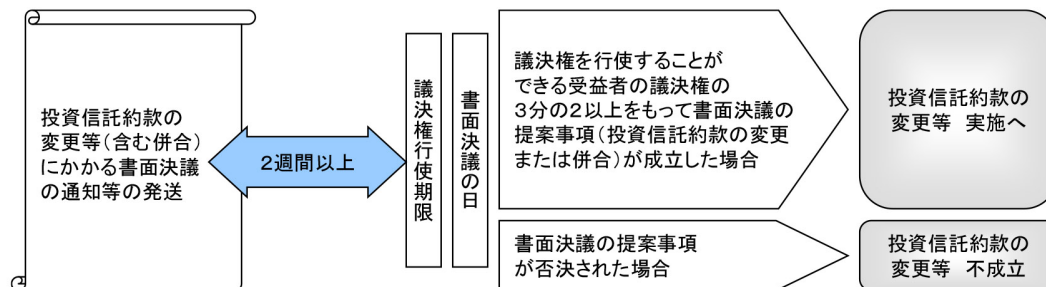 投資信託約款の
変更等(含む併合)
にかかる書面決議
の通知等の発送
2週間以上
議決権行使期限
書面決議の日
議決権を行使することが
できる受益者の議決権の
3分の2以上をもって書面決議の
提案事項(投資信託約款の変更
または併合)が成立した場合
投資信託約款の
変更等 実施へ
書面決議の提案事項
が否決された場合
投資信託約款の
変更等 不成立